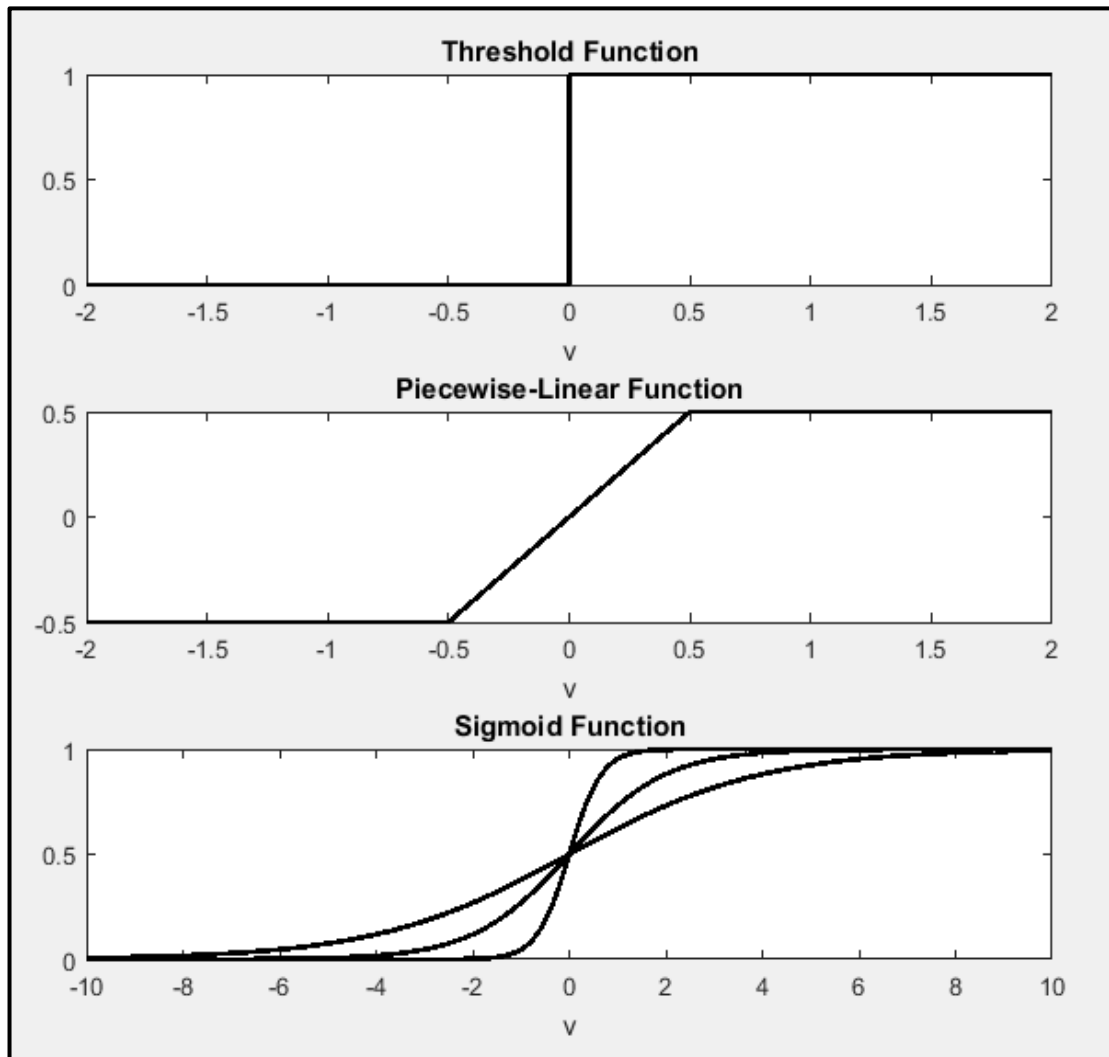 Threshold Function
1
0.5
0
-2 -1.5 -1 -0.5 0 0.5 1 1.5 2
v
Piecewise-Linear Function
0.5
0
-0.5
-2 -1.5 -1 -0.5 0 0.5 1 1.5 2
v
Sigmoid Function
1
0.5
0
-10 -8 -6 -4 -2 0 2 4 6 8 10
v